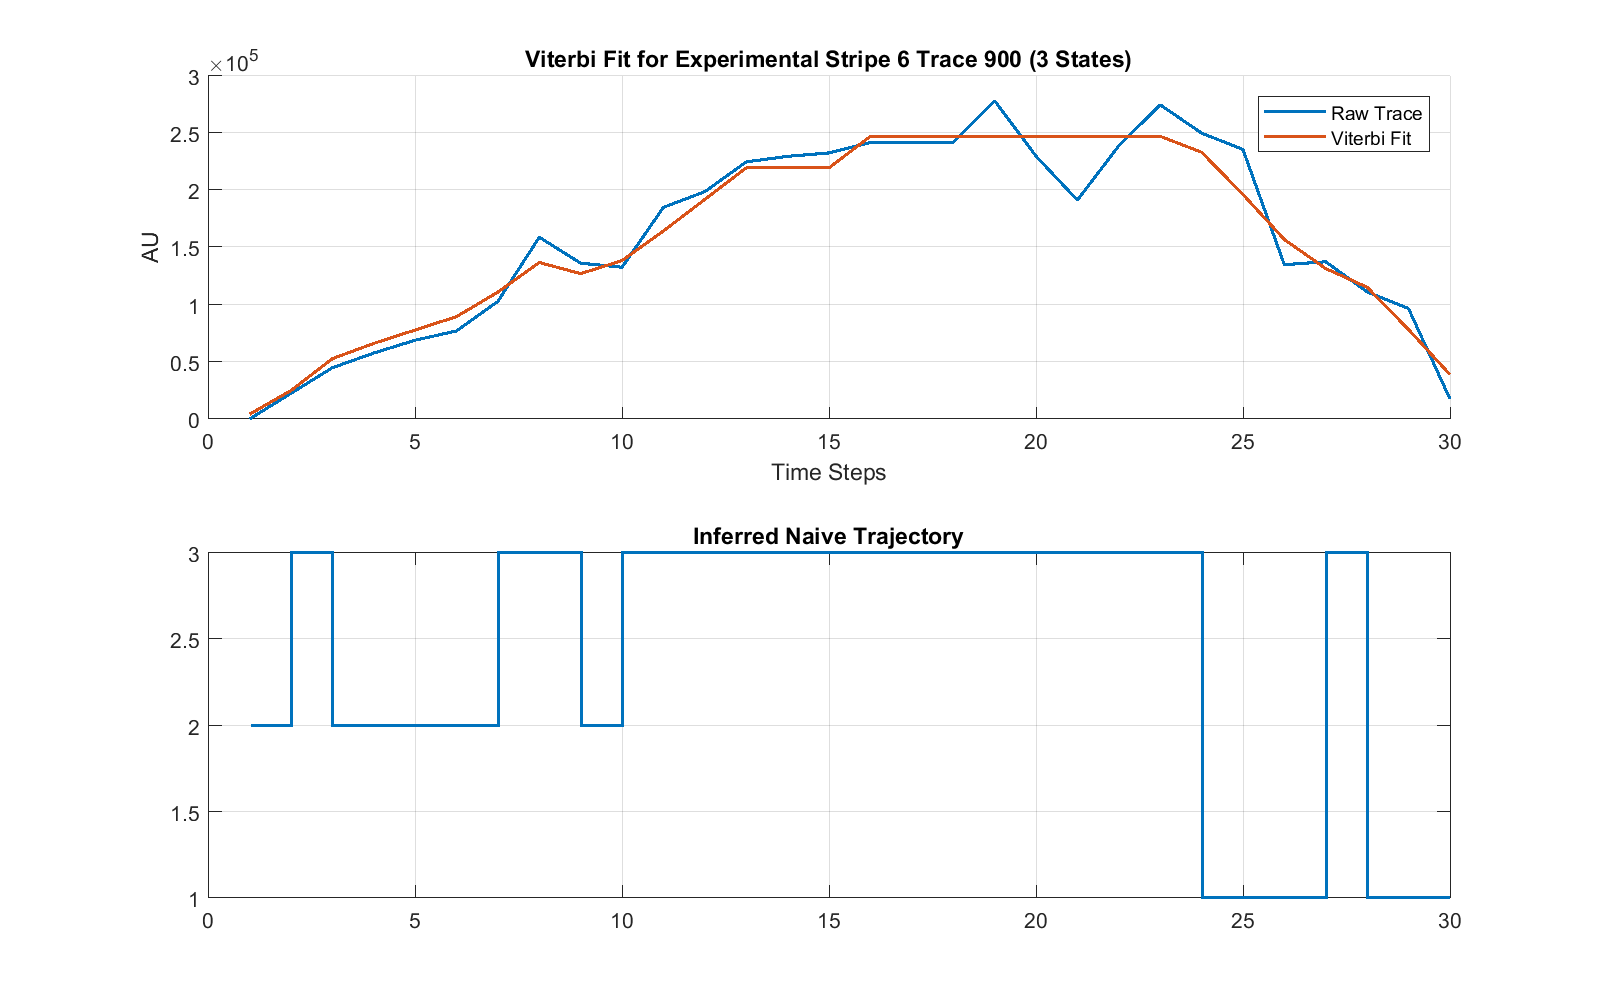 Viterbi Fit for Experimental Stripe 6 Trace 900 (3 States)
×10^5
3
2.5
2
1.5
1
0.5
0
AU
Raw Trace
Viterbi Fit
0 5 10 15 20 25 30
Time Steps
Inferred Naive Trajectory
3
2.5
2
1.5
1
0 5 10 15 20 25 30